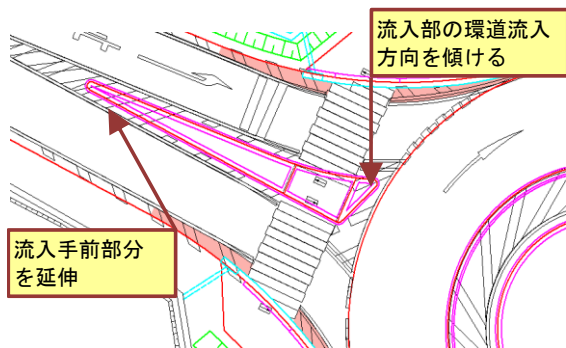 流入部の環道流入
方向を傾ける
流入手前部分
を延伸